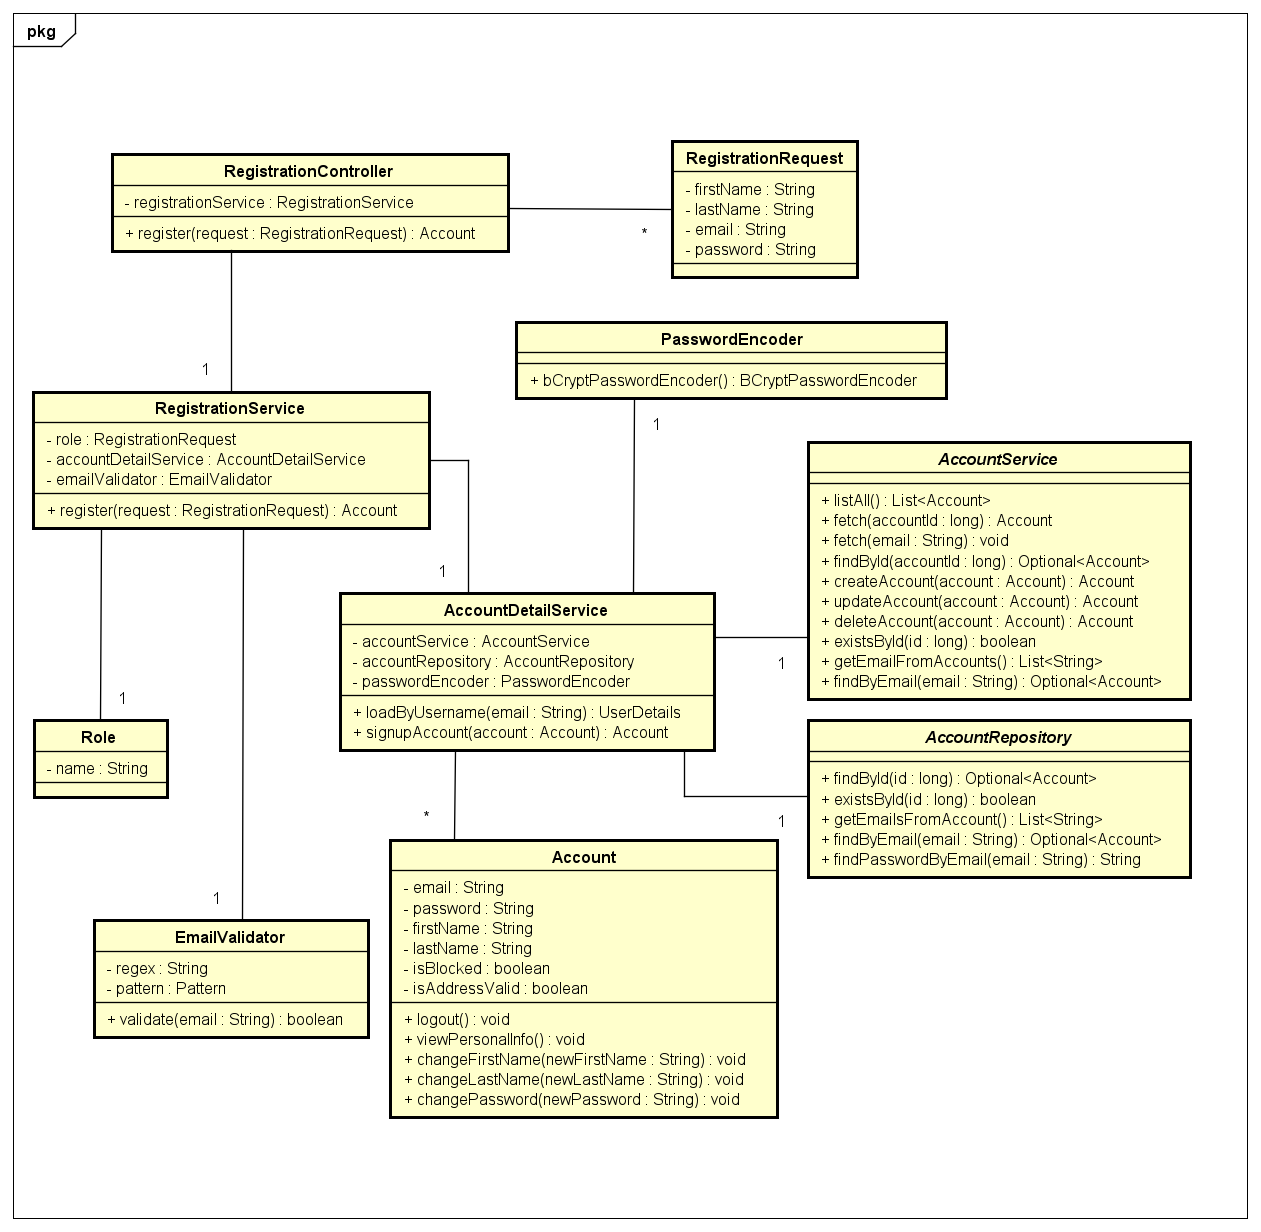 pkg
RegistrationController
- registrationService : RegistrationService
+ register(request : RegistrationRequest) : Account
RegistrationRequest
- firstName : String
- lastName : String
- email : String
- password : String
*
1
PasswordEncoder
+ bCryptPasswordEncoder() : BCryptPasswordEncoder
1
RegistrationService
- role : RegistrationRequest
- accountDetailService : AccountDetailService
- emailValidator : EmailValidator
+ register(request : RegistrationRequest) : Account
AccountService
+ listAll() : List<Account>
+ fetch(accountId : long) : Account
+ fetch(email : String) : void
+ findById(accountId : long) : Optional<Account>
+ createAccount(account : Account) : Account
+ updateAccount(account : Account) : Account
+ deleteAccount(account : Account) : Account
+ existsById(id : long) : boolean
+ getEmailFromAccounts() : List<String>
+ findByEmail(email : String) : Optional<Account>
1
AccountDetailService
- accountService : AccountService
- accountRepository : AccountRepository
- passwordEncoder : PasswordEncoder
+ loadByUsername(email : String) : UserDetails
+ signupAccount(account : Account) : Account
1
1
Role
- name : String
AccountRepository
+ findById(id : long) : Optional<Account>
+ existsById(id : long) : boolean
+ getEmailsFromAccount() : List<String>
+ findByEmail(email : String) : Optional<Account>
+ findPasswordByEmail(email : String) : String
*
1
Account
- email : String
- password : String
- firstName : String
- lastName : String
- isBlocked : boolean
- isAddressValid : boolean
+ logout() : void
+ viewPersonalInfo() : void
+ changeFirstName(newFirstName : String) : void
+ changeLastName(newLastName : String) : void
+ changePassword(newPassword : String) : void
1
EmailValidator
- regex : String
- pattern : Pattern
+ validate(email : String) : boolean